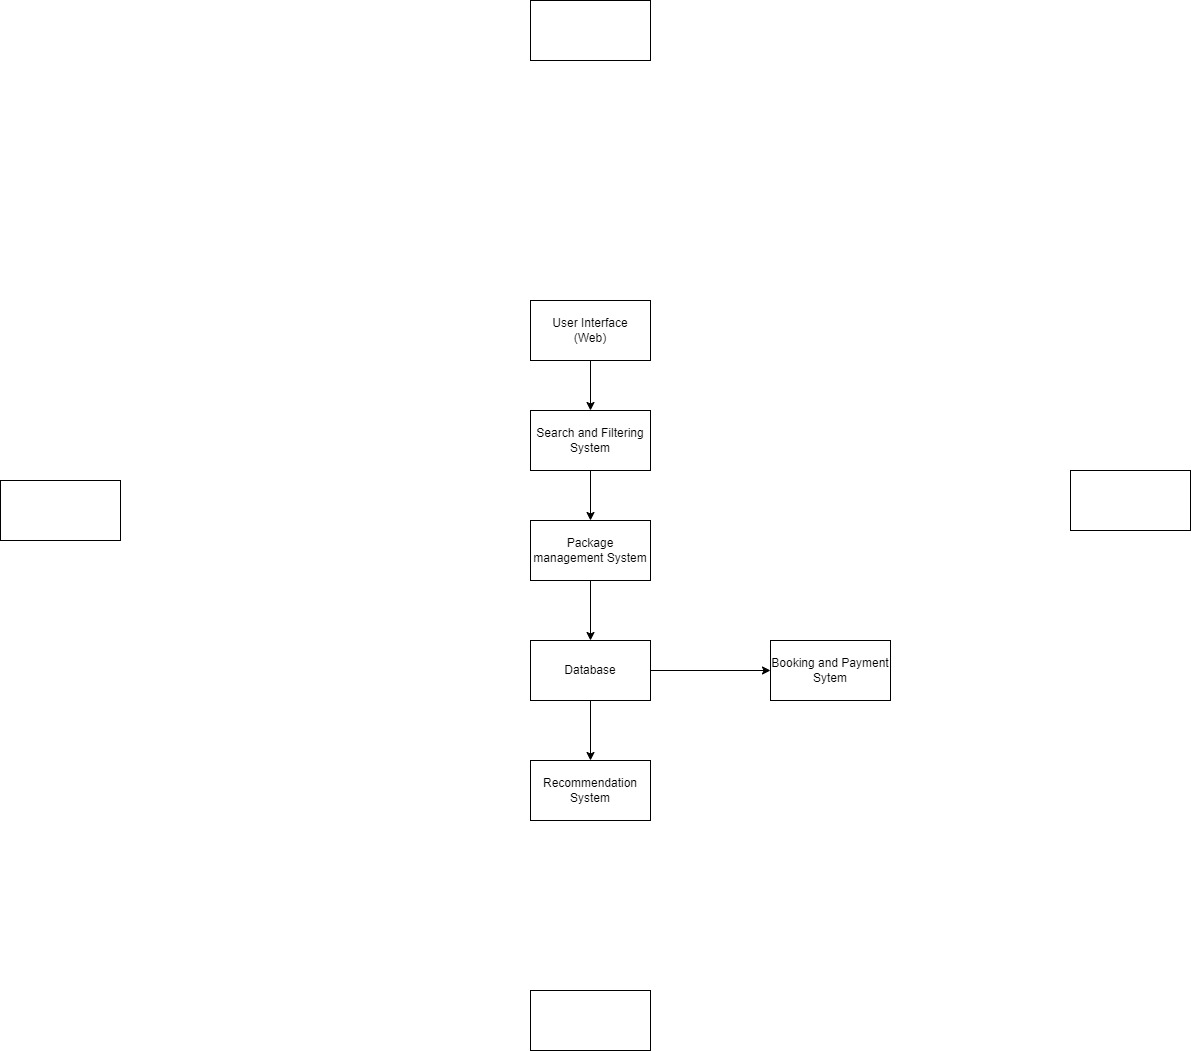 User Interface
(Web)
Search and Filtering
System
Package
management System
Database
Booking and Payment
Sytem
Recommendation
System